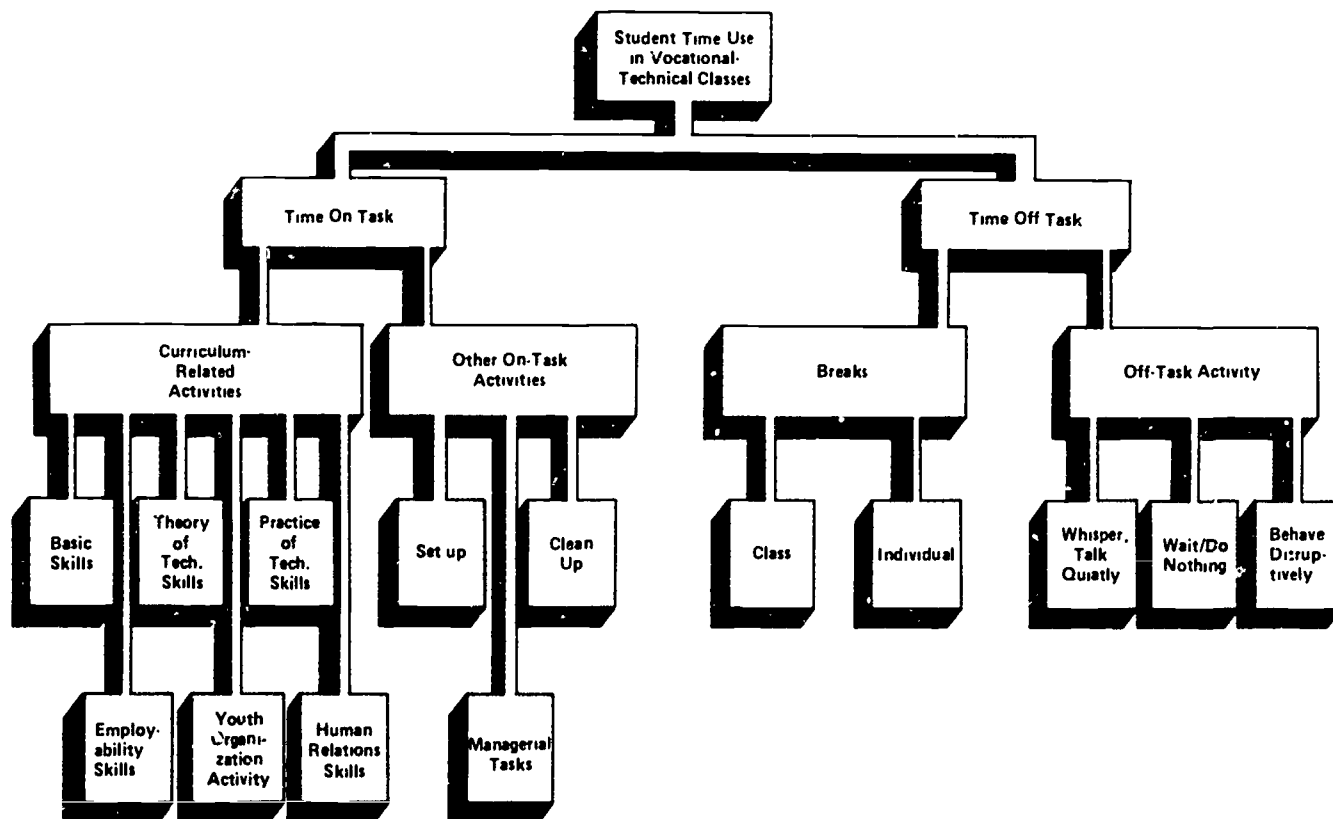 Student Time Use
in Vocational-
Technical Classes
Time On Task
Time Off Task
Curriculum-
Related
Activities
Other On-Task
Activities
Breaks
Off-Task Activity
Basic
Skills
Theory
of
Tech.
Skills
Practice
of
Tech.
Skills
Set up
Clean
Up
Class
Individual
Whisper,
Talk
Quiatly
Wait/Do
Nothing
Behave
Disrup-
tively
Employ-
ability
Skills
Youth
Organi-
zation
Activity
Human
Relations
Skills
Managerial
Tasks